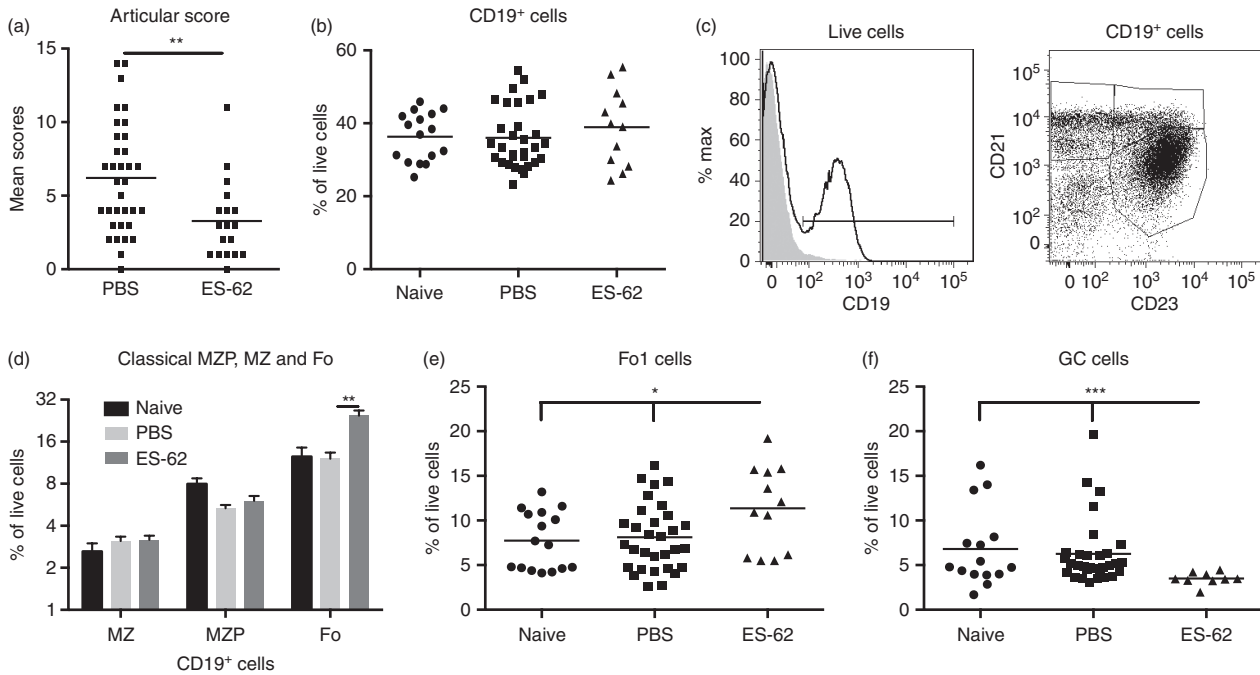 (a)
Articular score
**
15
10
5
0
Mean scores
PBS
ES-62
(b)
CD19⁺ cells
60
40
20
0
% of live cells
Naive
PBS
ES-62
(c)
Live cells
100
80
60
40
20
0
% max
0 10² 10³ 10⁴ 10⁵
CD19
CD19⁺ cells
10⁵
10⁴
10³
10²
0
CD21
0 10² 10³ 10⁴ 10⁵
CD23
(d)
Classical MZP, MZ and Fo
32
16
8
4
2
1
% of live cells
Naive
PBS
ES-62
**
MZ
MZP
Fo
CD19⁺ cells
(e)
Fo1 cells
*
25
20
15
10
5
0
% of live cells
Naive
PBS
ES-62
(f)
GC cells
***
25
20
15
10
5
0
% of live cells
Naive
PBS
ES-62